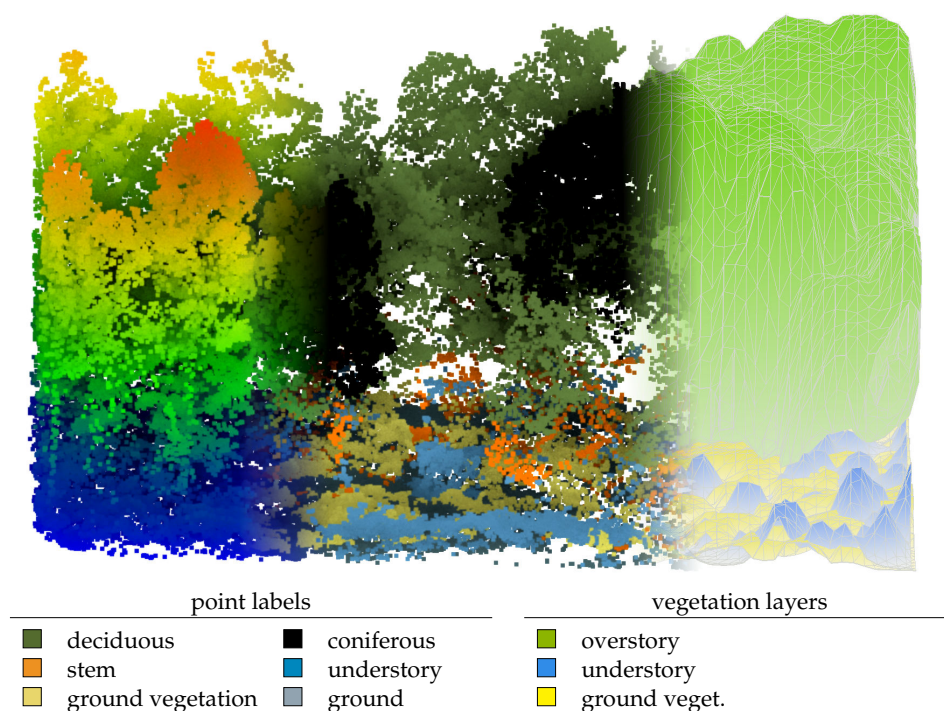 point labels
vegetation layers
deciduous
coniferous
overstory
stem
understory
understory
ground vegetation
ground
ground veget.